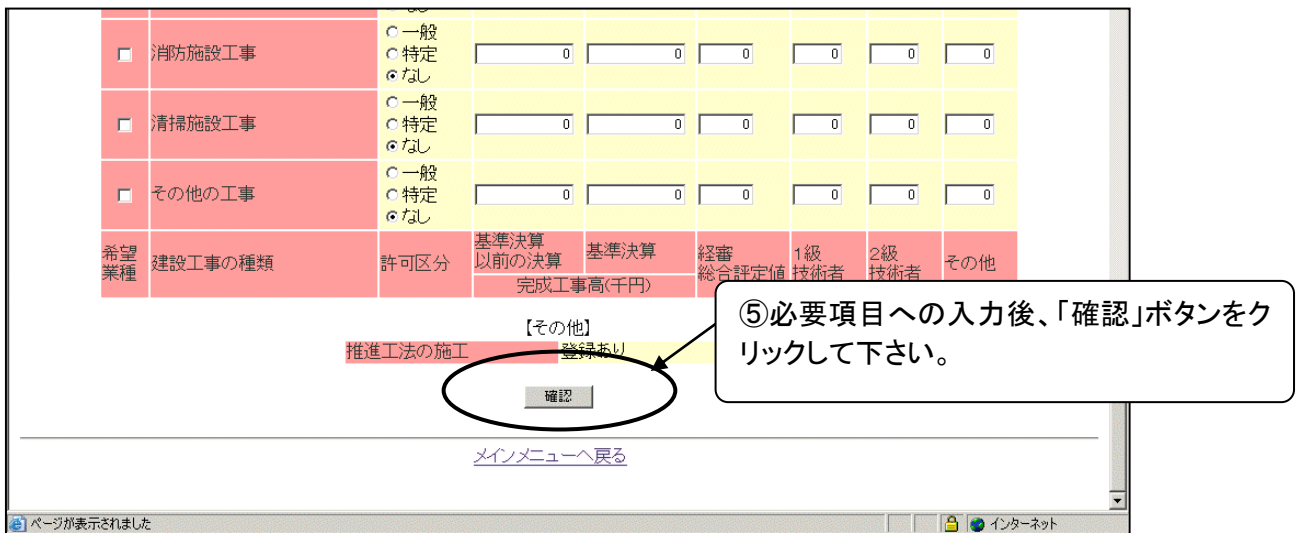 なし
消防施設工事
一般
特定
なし
0 0 0 0 0 0
清掃施設工事
一般
特定
なし
0 0 0 0 0 0
その他の工事
一般
特定
なし
0 0 0 0 0 0
希望
業種
建設工事の種類
許可区分
基準決算
以前の決算
基準決算
完成工事高(千円)
経審
総合評定値
1級
技術者
2級
技術者
その他
【その他】
推進工法の施工
登録あり
確認
⑤必要項目への入力後、「確認」ボタンをク
リックして下さい。
メインメニューへ戻る
ページが表示されました
インターネット